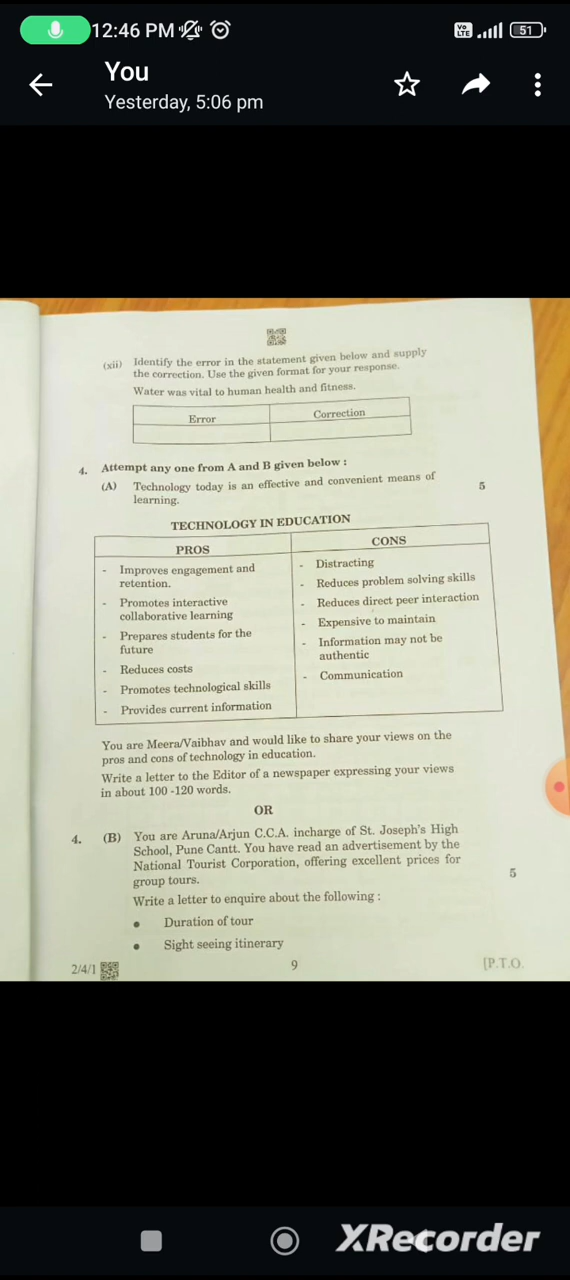 12:46 PM
Vo LTE
51
You
Yesterday, 5:06 pm
(xii) Identify the error in the statement given below and supply
the correction. Use the given format for your response.
Water was vital to human health and fitness.
Error Correction
4. Attempt any one from A and B given below :
(A) Technology today is an effective and convenient means of 5
learning.
TECHNOLOGY IN EDUCATION
PROS
- Improves engagement and
retention.
- Promotes interactive
collaborative learning
- Prepares students for the
future
- Reduces costs
- Promotes technological skills
- Provides current information
CONS
- Distracting
- Reduces problem solving skills
- Reduces direct peer interaction
- Expensive to maintain
- Information may not be
authentic
- Communication
You are Meera/Vaibhav and would like to share your views on the
pros and cons of technology in education.
Write a letter to the Editor of a newspaper expressing your views
in about 100 -120 words.
OR
4. (B) You are Aruna/Arjun C.C.A. incharge of St. Joseph's High
School, Pune Cantt. You have read an advertisement by the
National Tourist Corporation, offering excellent prices for
group tours. 5
Write a letter to enquire about the following :
• Duration of tour
• Sight seeing itinerary
2/4/1 9 [P.T.O.
XRecorder